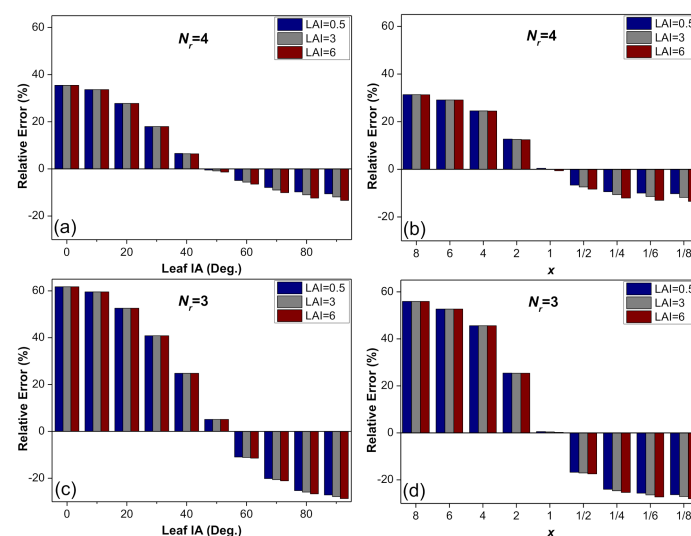 60
40
20
0
-20
Relative Error (%)
N_r=4
LAI=0.5
LAI=3
LAI=6
(a)
0
20
40
60
80
Leaf IA (Deg.)
60
40
20
0
-20
Relative Error (%)
N_r=4
LAI=0.5
LAI=3
LAI=6
(b)
8
6
4
2
1
1/2
1/4
1/6
1/8
x
60
40
20
0
-20
Relative Error (%)
N_r=3
LAI=0.5
LAI=3
LAI=6
(c)
0
20
40
60
80
Leaf IA (Deg.)
60
40
20
0
-20
Relative Error (%)
N_r=3
LAI=0.5
LAI=3
LAI=6
(d)
8
6
4
2
1
1/2
1/4
1/6
1/8
x